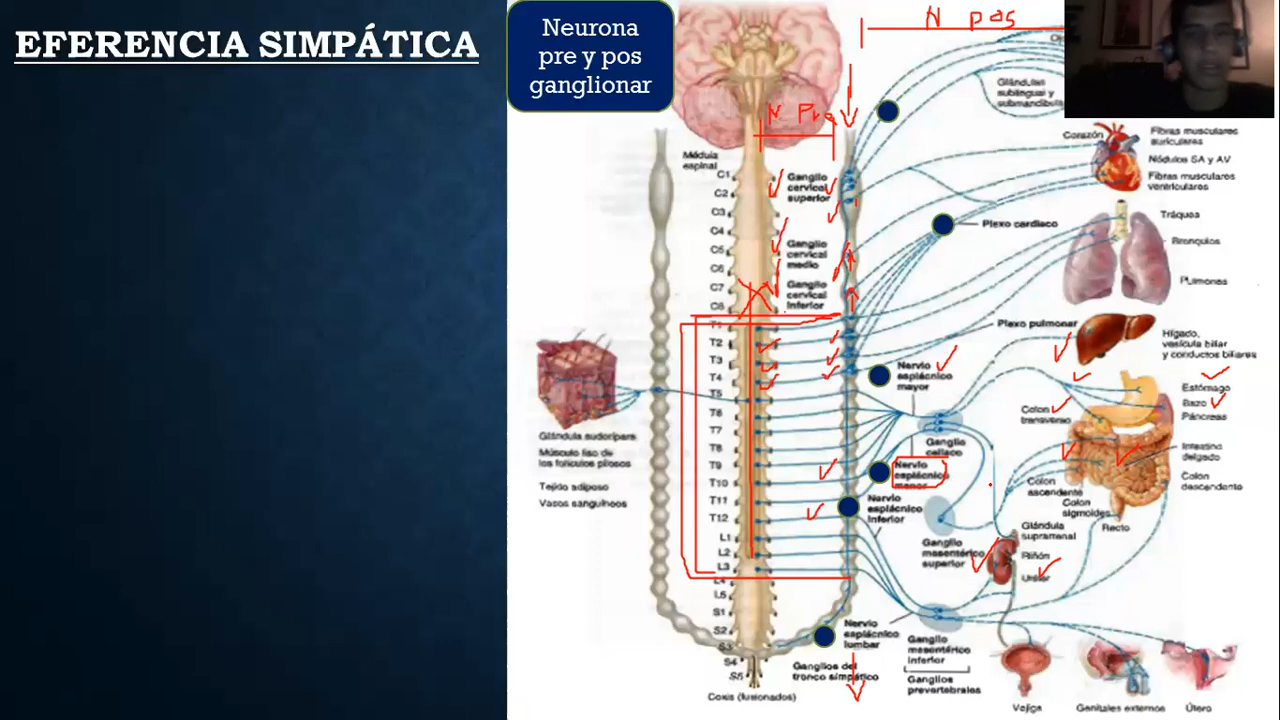 EFERENCIA SIMPÁTICA
Neurona
pre y pos
ganglionar
N pos
N Pre
Glándulas
sublingual y
Médula
espinal
C1
C2
C3
C4
C5
C6
C7
C8
T1
T2
T3
T4
T5
T6
T7
T8
T9
T10
T11
T12
L1
L2
L3
L4
L5
S1
S2
S3
S4
S5
Coxis (fusionados)
Ganglio
cervical
superior
Ganglio
cervical
medio
Ganglio
cervical
inferior
Glándula sudorípara
Músculo liso de
los folículos pilosos
Tejido adiposo
Vasos sanguíneos
Corazón
Fibras musculares
auriculares
Nódulos SA y AV
Fibras musculares
ventriculares
Plexo cardíaco
Tráquea
Bronquios
Pulmones
Plexo pulmonar
Hígado,
vesícula biliar
y conductos biliares
Nervio
esplácnico
mayor
Estómago
Bazo
Páncreas
Colon
transverso
Ganglio
celíaco
Nervio
esplácnico
menor
Intestino
delgado
Colon
descendente
Colon
ascendente
Colon
sigmoides
Recto
Nervio
esplácnico
inferior
Ganglio
mesentérico
superior
Glándula
suprarrenal
Riñón
Uréter
Nervio
esplácnico
lumbar
Ganglio
mesentérico
inferior
Ganglios
prevertebrales
Ganglios del
tronco simpático
Vejiga
Genitales externos
Útero